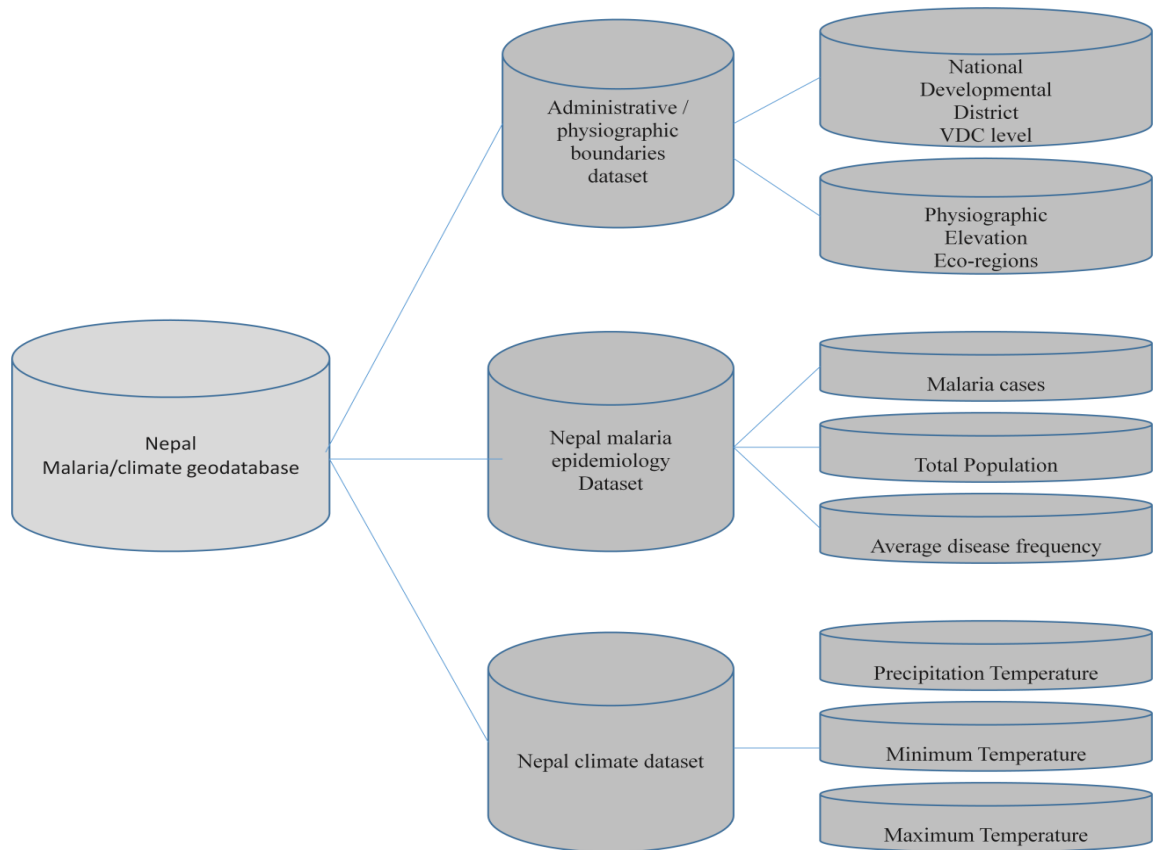 Administrative /
physiographic
boundaries
dataset
National
Developmental
District
VDC level
Physiographic
Elevation
Eco-regions
Nepal
Malaria/climate geodatabase
Nepal malaria
epidemiology
Dataset
Malaria cases
Total Population
Average disease frequency
Nepal climate dataset
Precipitation Temperature
Minimum Temperature
Maximum Temperature